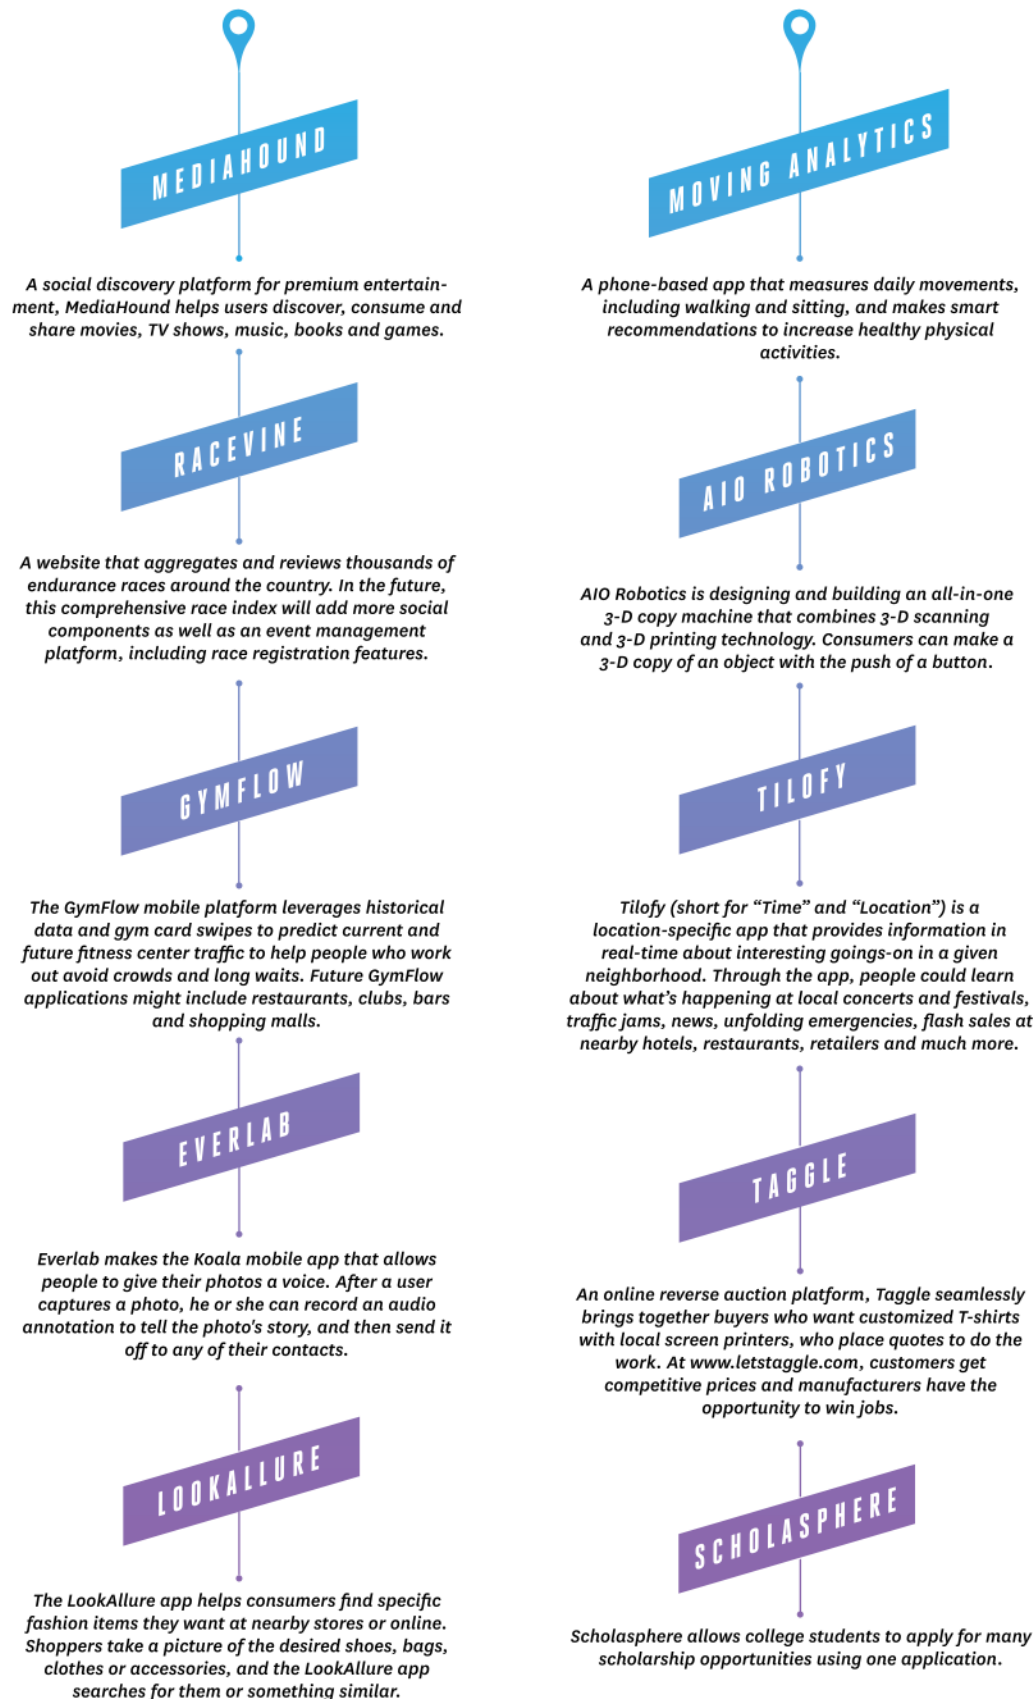 MEDIAHOUND
A social discovery platform for premium entertain-
ment, MediaHound helps users discover, consume and
share movies, TV shows, music, books and games.
RACEVINE
A website that aggregates and reviews thousands of
endurance races around the country. In the future,
this comprehensive race index will add more social
components as well as an event management
platform, including race registration features.
GYMFLOW
The GymFlow mobile platform leverages historical
data and gym card swipes to predict current and
future fitness center traffic to help people who work
out avoid crowds and long waits. Future GymFlow
applications might include restaurants, clubs, bars
and shopping malls.
EVERLAB
Everlab makes the Koala mobile app that allows
people to give their photos a voice. After a user
captures a photo, he or she can record an audio
annotation to tell the photo's story, and then send it
off to any of their contacts.
LOOKALLURE
The LookAllure app helps consumers find specific
fashion items they want at nearby stores or online.
Shoppers take a picture of the desired shoes, bags,
clothes or accessories, and the LookAllure app
searches for them or something similar.
MOVING ANALYTICS
A phone-based app that measures daily movements,
including walking and sitting, and makes smart
recommendations to increase healthy physical
activities.
AIO ROBOTICS
AIO Robotics is designing and building an all-in-one
3-D copy machine that combines 3-D scanning
and 3-D printing technology. Consumers can make a
3-D copy of an object with the push of a button.
TILOFY
Tilofy (short for “Time” and “Location”) is a
location-specific app that provides information in
real-time about interesting goings-on in a given
neighborhood. Through the app, people could learn
about what’s happening at local concerts and festivals,
traffic jams, news, unfolding emergencies, flash sales at
nearby hotels, restaurants, retailers and much more.
TAGGLE
An online reverse auction platform, Taggle seamlessly
brings together buyers who want customized T-shirts
with local screen printers, who place quotes to do the
work. At www.letstaggle.com, customers get
competitive prices and manufacturers have the
opportunity to win jobs.
SCHOLASPHERE
Scholasphere allows college students to apply for many
scholarship opportunities using one application.